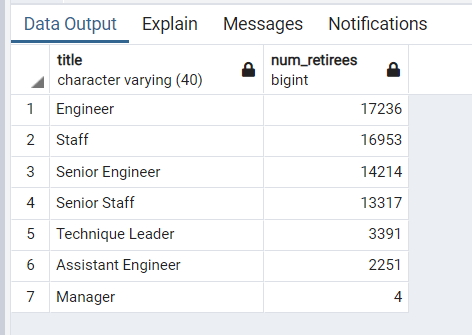 Data Output Explain Messages Notifications
title num_retirees
character varying (40) bigint
1 Engineer 17236
2 Staff 16953
3 Senior Engineer 14214
4 Senior Staff 13317
5 Technique Leader 3391
6 Assistant Engineer 2251
7 Manager 4